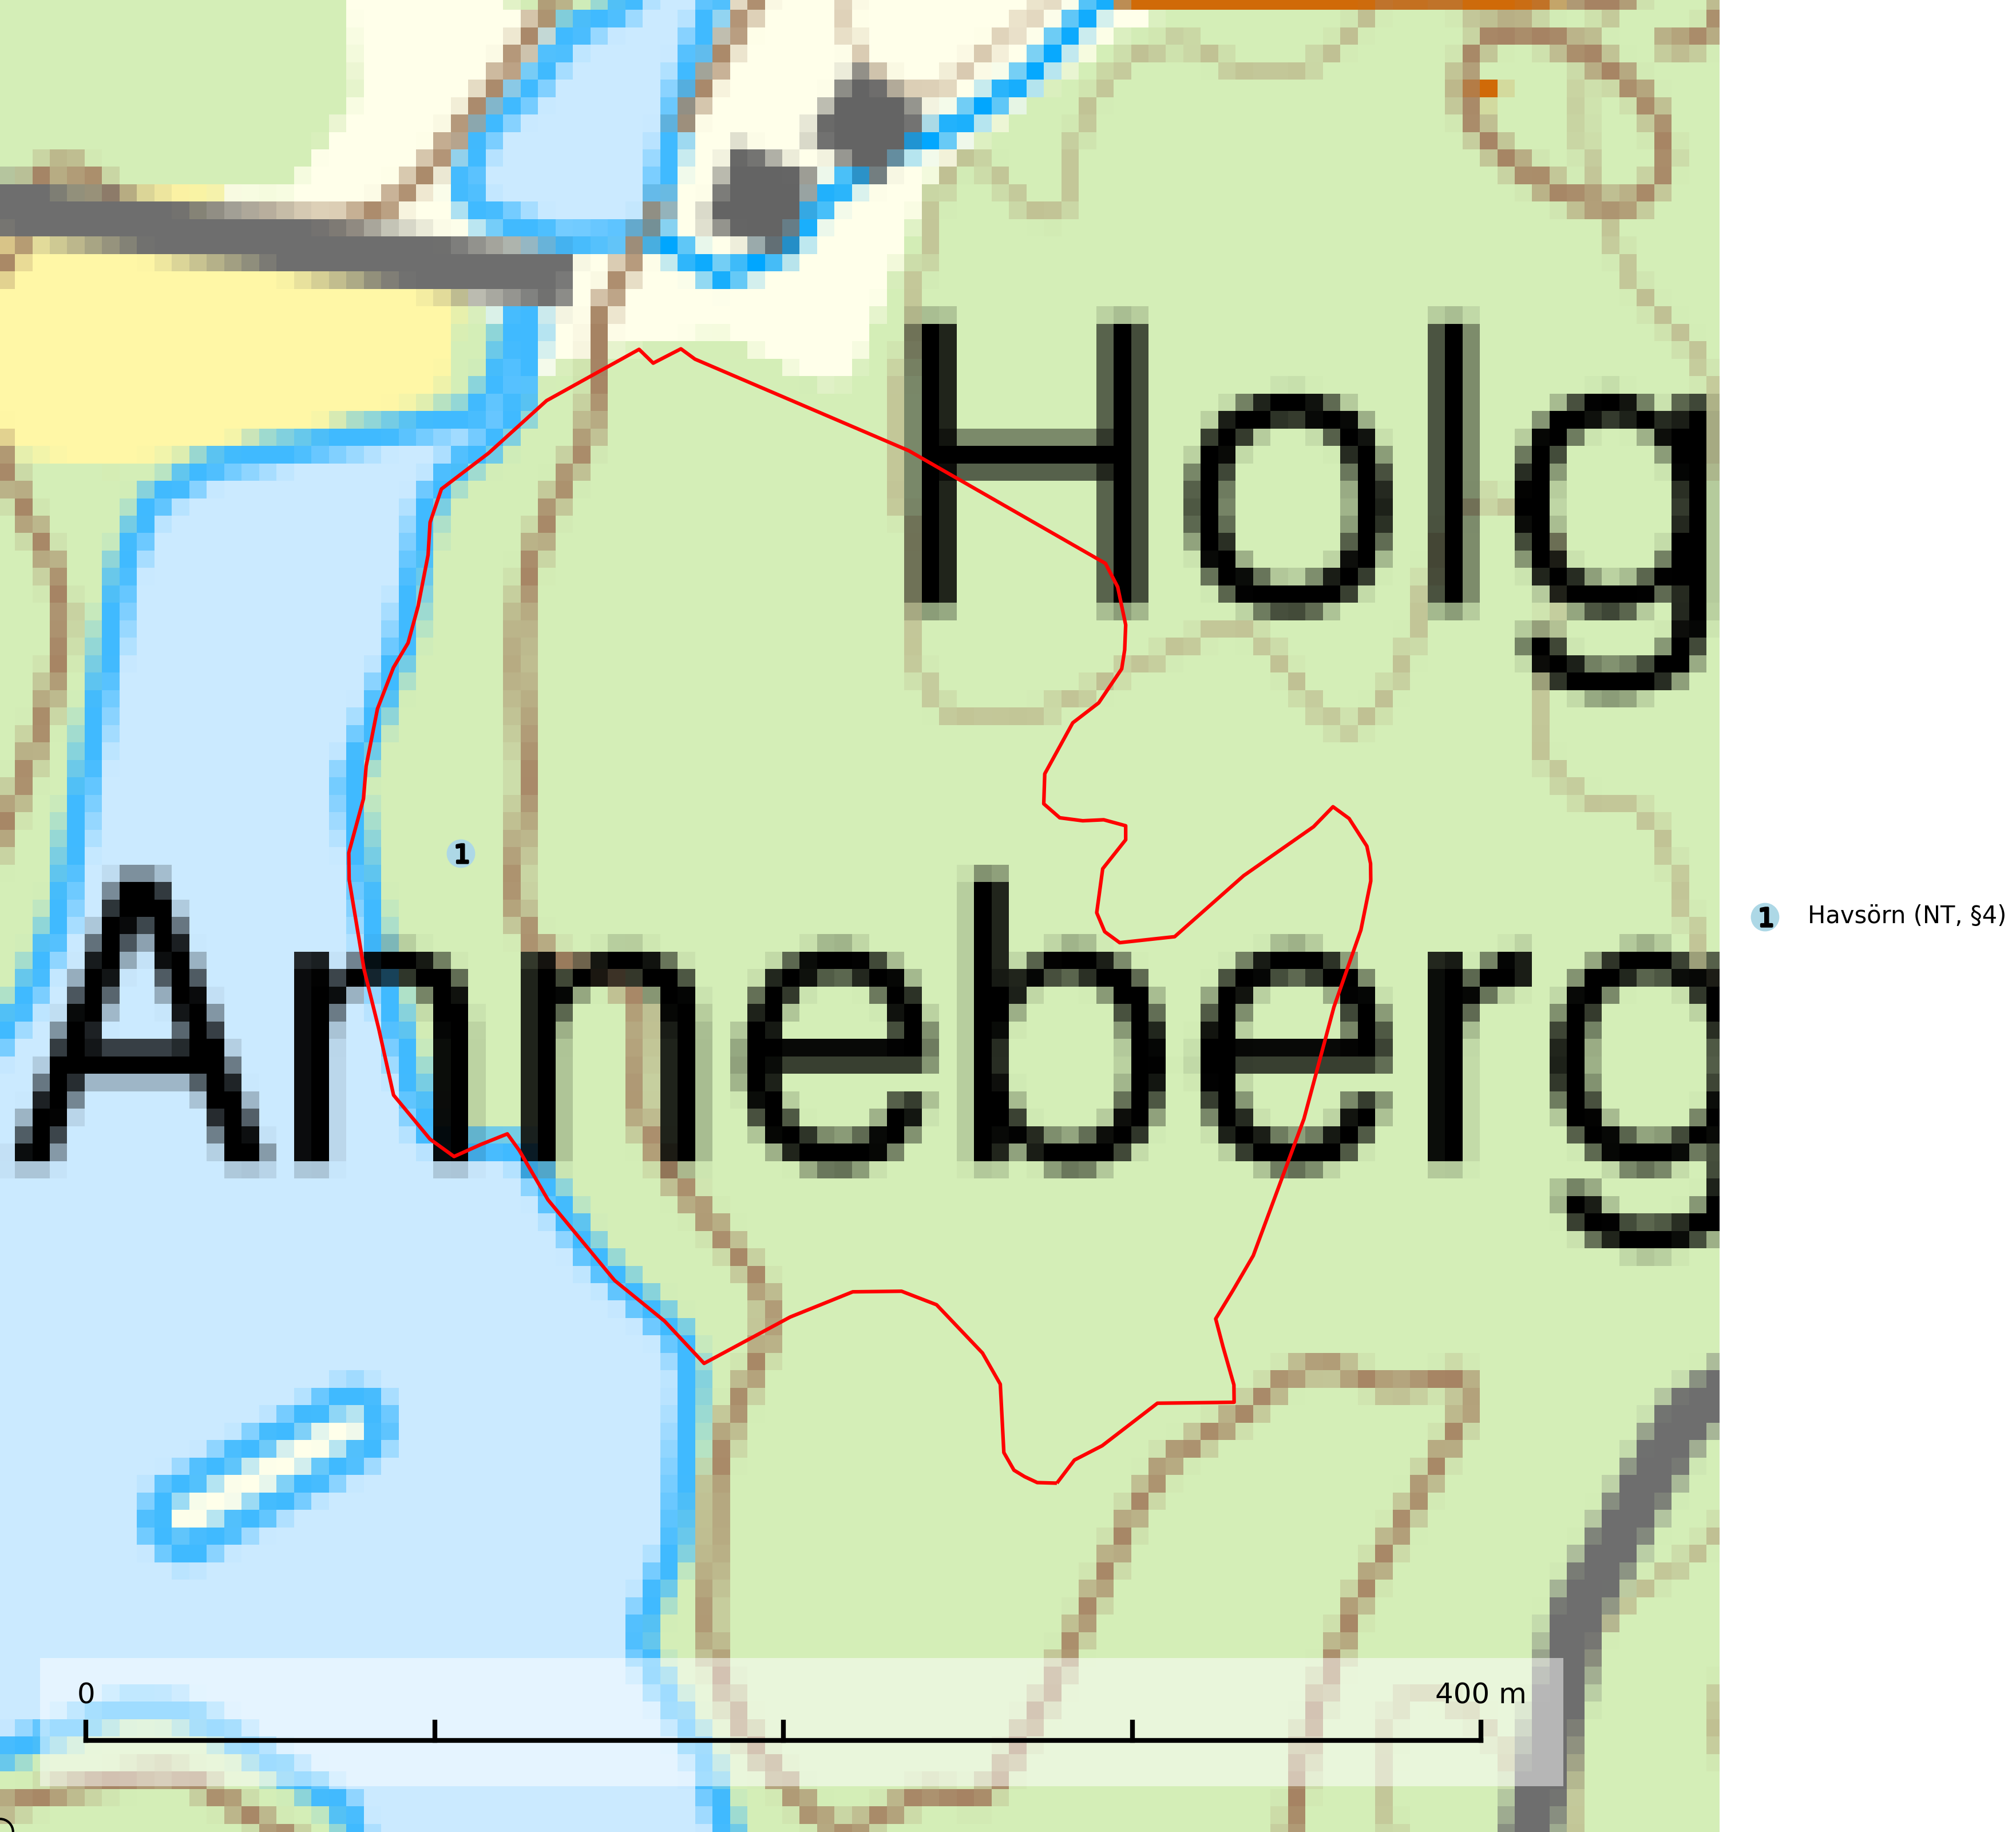 Holg
1
Anneberg
1 Havsörn (NT, §4)
0 400 m